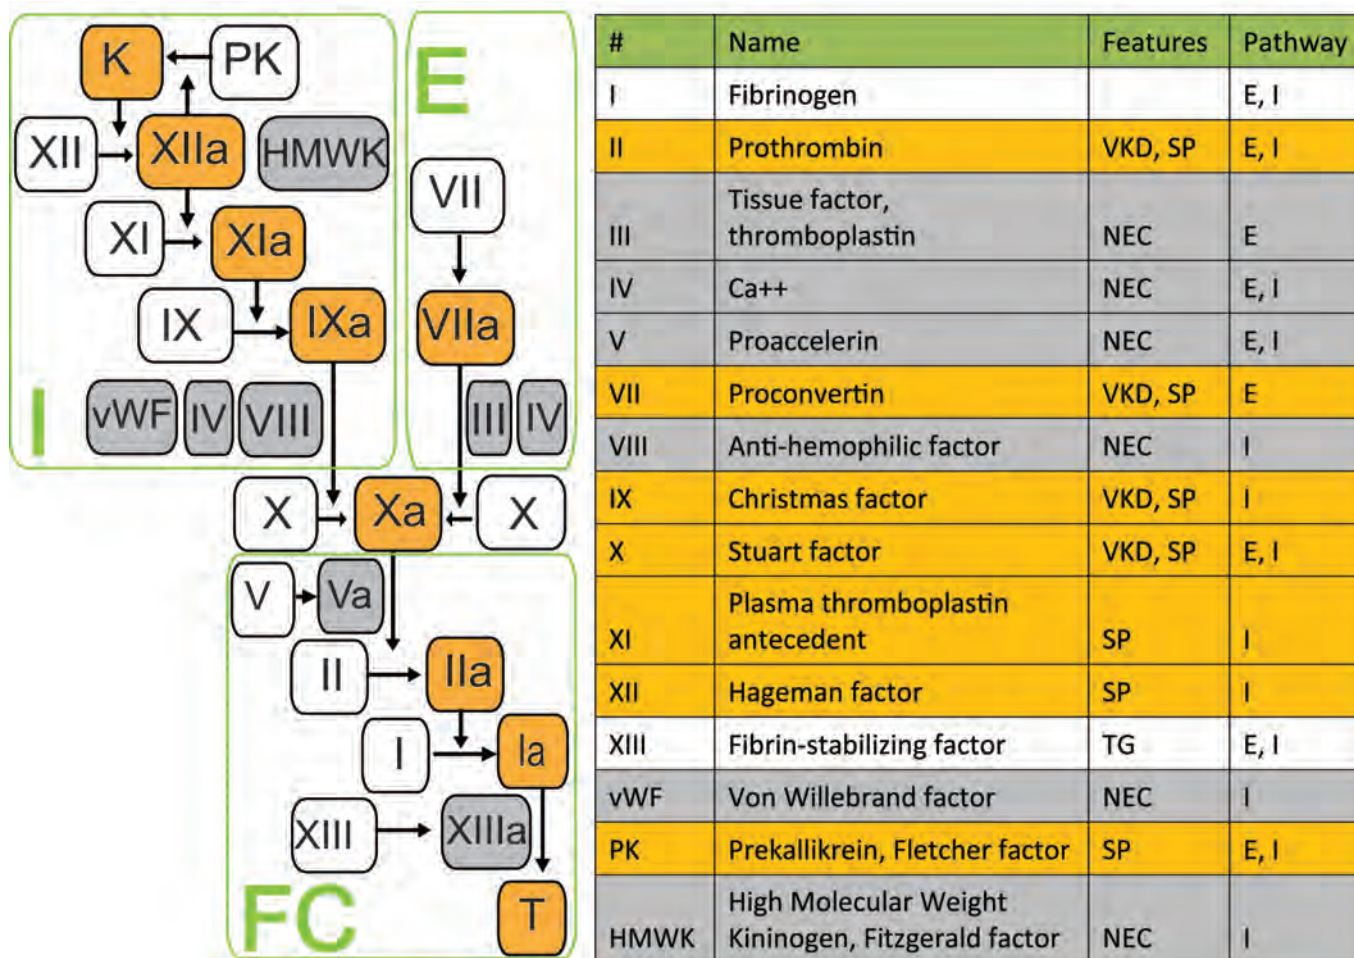 K PK
E
XII XIIa HMWK
VII
XI XIa
IX IXa
VIIa
I
vWF IV VIII
III IV
X Xa X
V Va
II IIa
I Ia
XIII XIIIa
FC
T
# Name Features Pathway
I Fibrinogen E, I
II Prothrombin VKD, SP E, I
Tissue factor,
III thromboplastin NEC E
IV Ca++ NEC E, I
V Proaccelerin NEC E, I
VII Proconvertin VKD, SP E
VIII Anti-hemophilic factor NEC I
IX Christmas factor VKD, SP I
X Stuart factor VKD, SP E, I
Plasma thromboplastin
XI antecedent SP I
XII Hageman factor SP I
XIII Fibrin-stabilizing factor TG E, I
vWF Von Willebrand factor NEC I
PK Prekallikrein, Fletcher factor SP E, I
High Molecular Weight
HMWK Kininogen, Fitzgerald factor NEC I